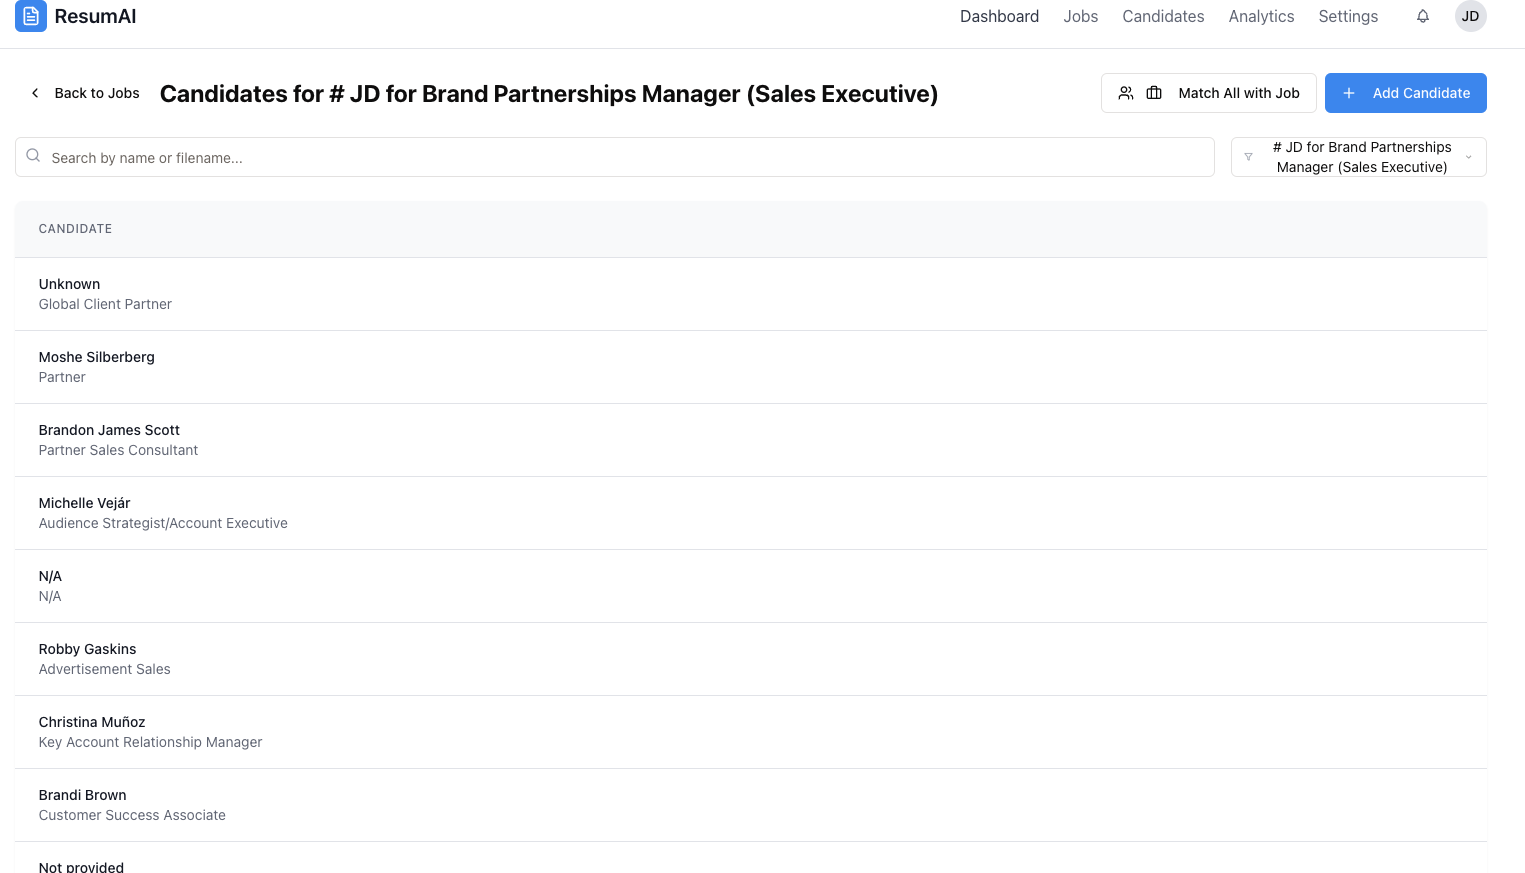 ResumAI
Dashboard Jobs Candidates Analytics Settings JD
Back to Jobs
Candidates for # JD for Brand Partnerships Manager (Sales Executive)
Match All with Job
Add Candidate
Search by name or filename...
# JD for Brand Partnerships
Manager (Sales Executive)
CANDIDATE
Unknown
Global Client Partner
Moshe Silberberg
Partner
Brandon James Scott
Partner Sales Consultant
Michelle Vejár
Audience Strategist/Account Executive
N/A
N/A
Robby Gaskins
Advertisement Sales
Christina Muñoz
Key Account Relationship Manager
Brandi Brown
Customer Success Associate
Not provided